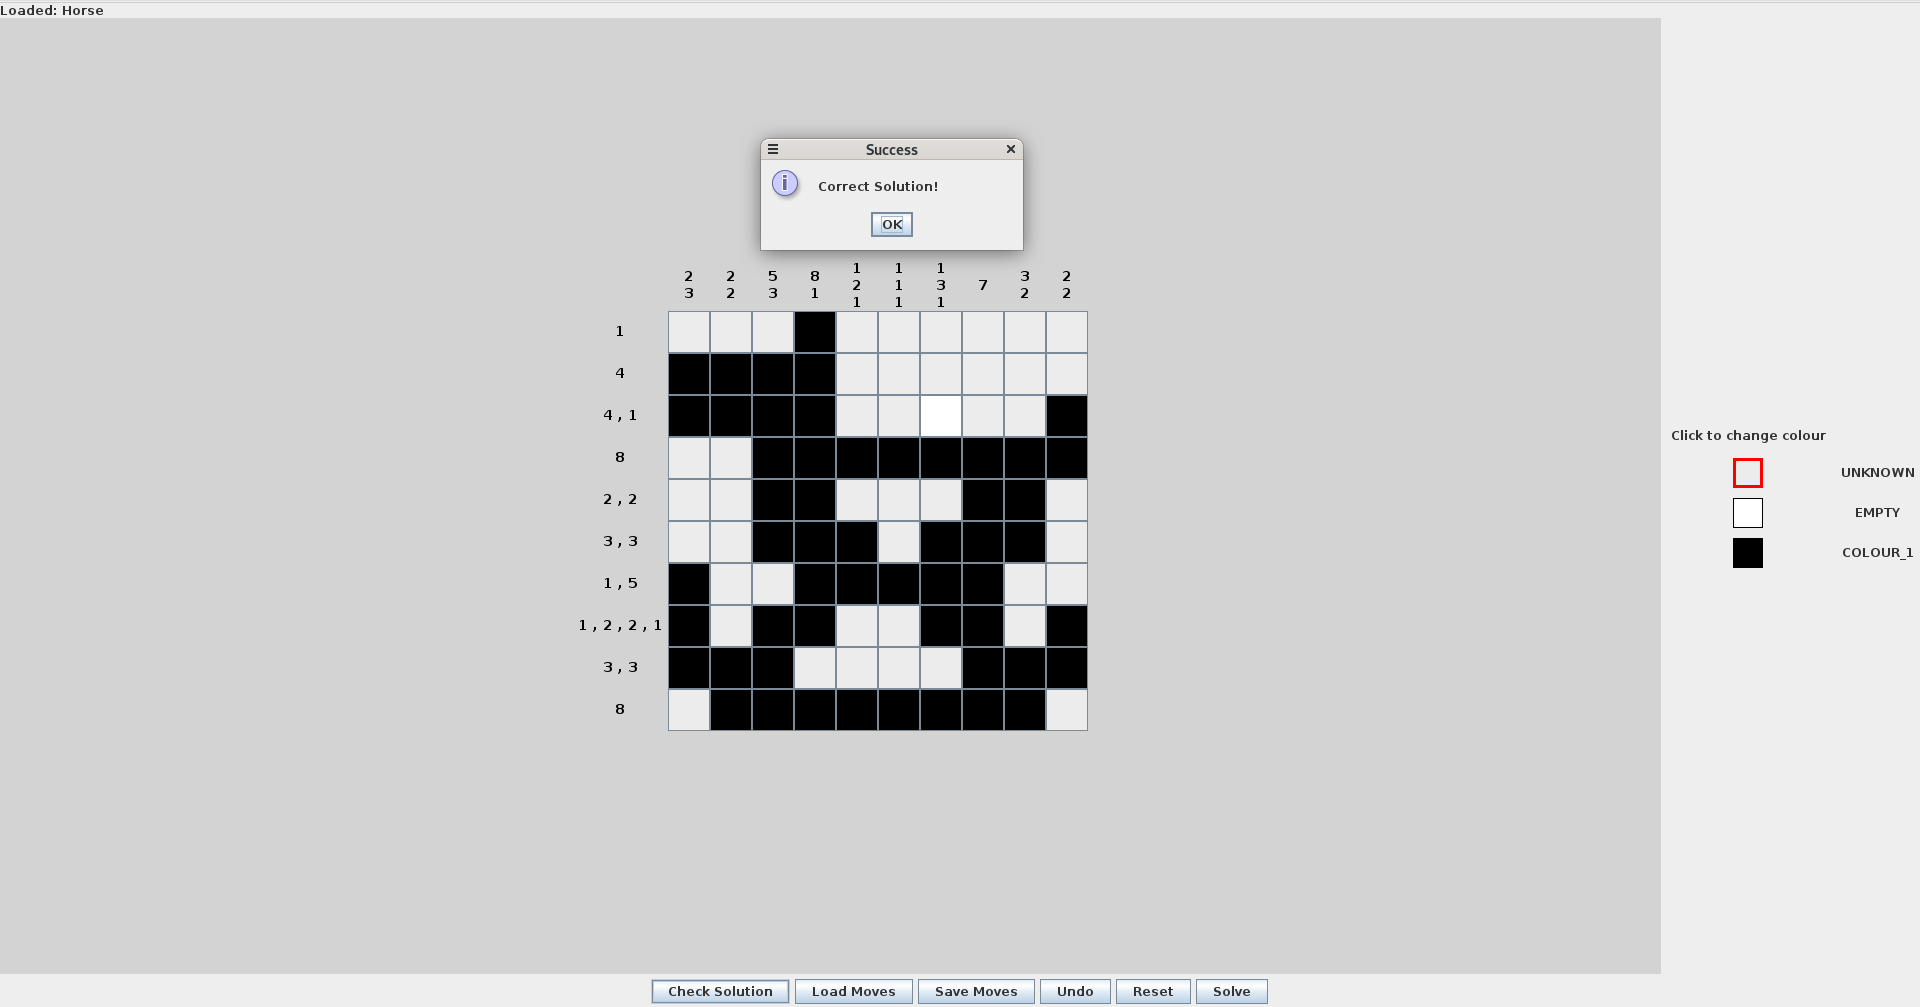 Loaded: Horse
Success
Correct Solution!
OK
2 2 5 8 1 1 1 7 3 2
3 2 3 1 2 1 3 2 2
1 1 1
1
4
4 , 1
8
2 , 2
3 , 3
1 , 5
1 , 2 , 2 , 1
3 , 3
8
Click to change colour
UNKNOWN
EMPTY
COLOUR_1
Check Solution Load Moves Save Moves Undo Reset Solve